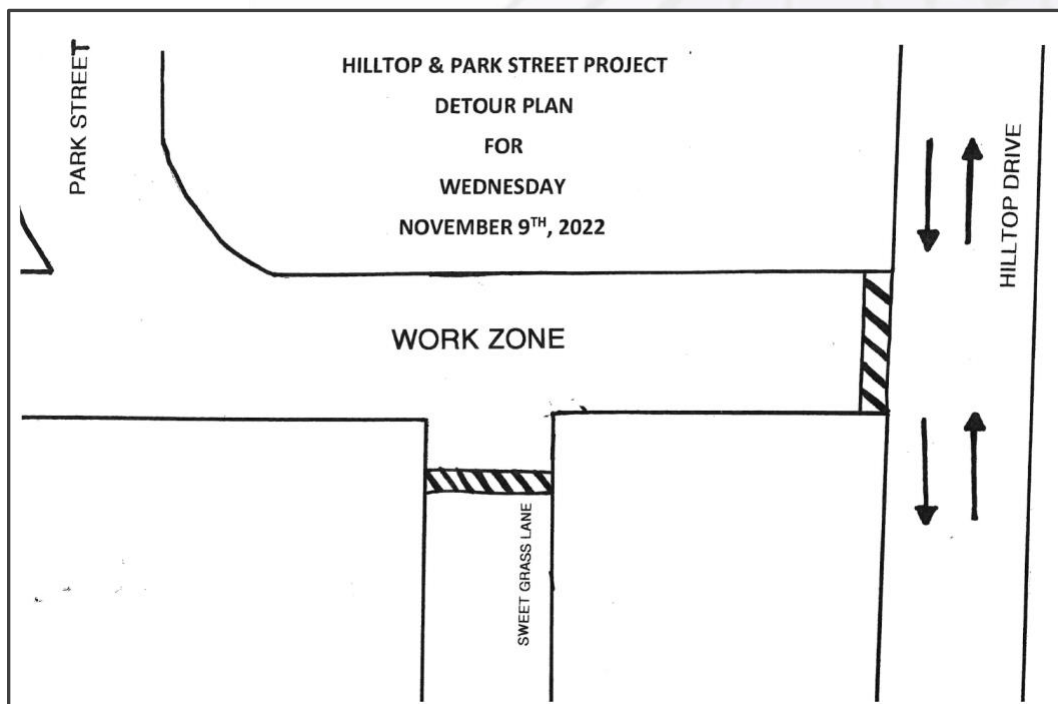 HILLTOP & PARK STREET PROJECT
DETOUR PLAN
FOR
WEDNESDAY
NOVEMBER 9TH, 2022
PARK STREET
HILLTOP DRIVE
WORK ZONE
SWEET GRASS LANE